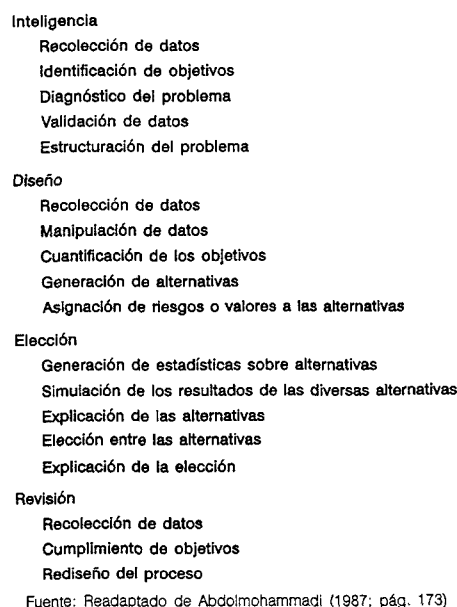 Inteligencia
Recolección de datos
Identificación de objetivos
Diagnóstico del problema
Validación de datos
Estructuración del problema
Diseño
Recolección de datos
Manipulación de datos
Cuantificación de los objetivos
Generación de alternativas
Asignación de riesgos o valores a las alternativas
Elección
Generación de estadísticas sobre alternativas
Simulación de los resultados de las diversas alternativas
Explicación de las alternativas
Elección entre las alternativas
Explicación de la elección
Revisión
Recolección de datos
Cumplimiento de objetivos
Rediseño del proceso
Fuente: Readaptado de Abdolmohammadi (1987; pág. 173)